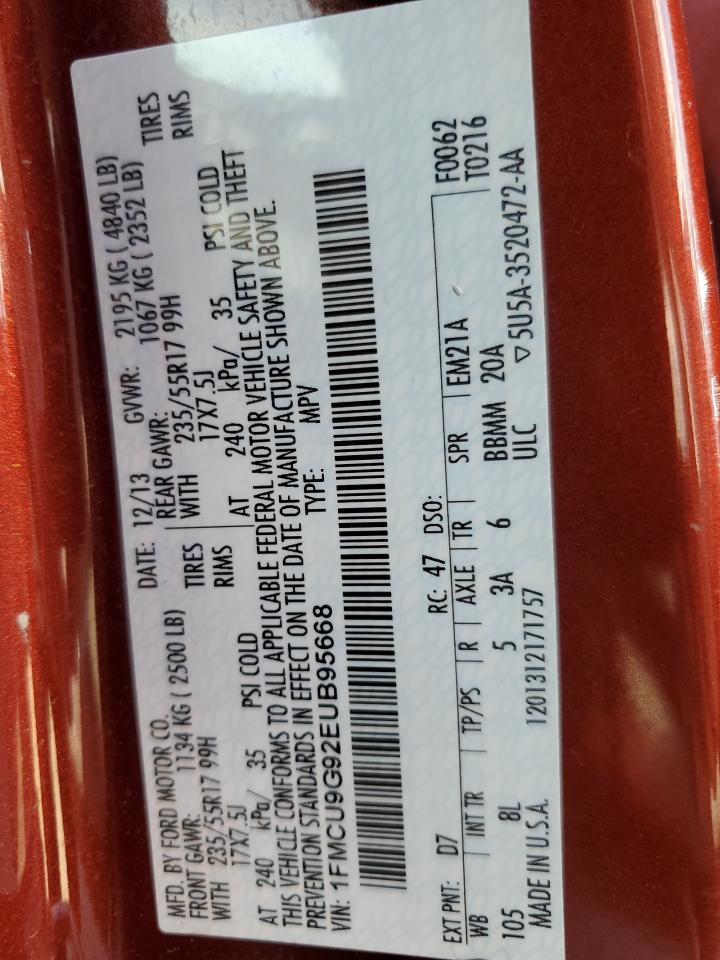 MFD. BY FORD MOTOR CO.
DATE: 12/13 GVWR: 2195 KG ( 4840 LB)
FRONT GAWR: 1134 KG ( 2500 LB) REAR GAWR: 1067 KG ( 2352 LB)
WITH 235/55R17 99H TIRES WITH 235/55R17 99H TIRES
17X7.5J RIMS 17X7.5J RIMS
AT 240 kPa/ 35 PSI COLD AT 240 kPa/ 35 PSI COLD
THIS VEHICLE CONFORMS TO ALL APPLICABLE FEDERAL MOTOR VEHICLE SAFETY AND THEFT
PREVENTION STANDARDS IN EFFECT ON THE DATE OF MANUFACTURE SHOWN ABOVE.
VIN: 1FMCU9G92EUB95668 TYPE: MPV
EXT PNT: D7 RC: 47 DSO: F0062
WB INT TR TP/PS R AXLE TR SPR EM21A T0216
105 8L 5 3A 6 BBMM 20A
ULC
MADE IN U.S.A. 1201312171757 ▽5U5A-3520472-AA